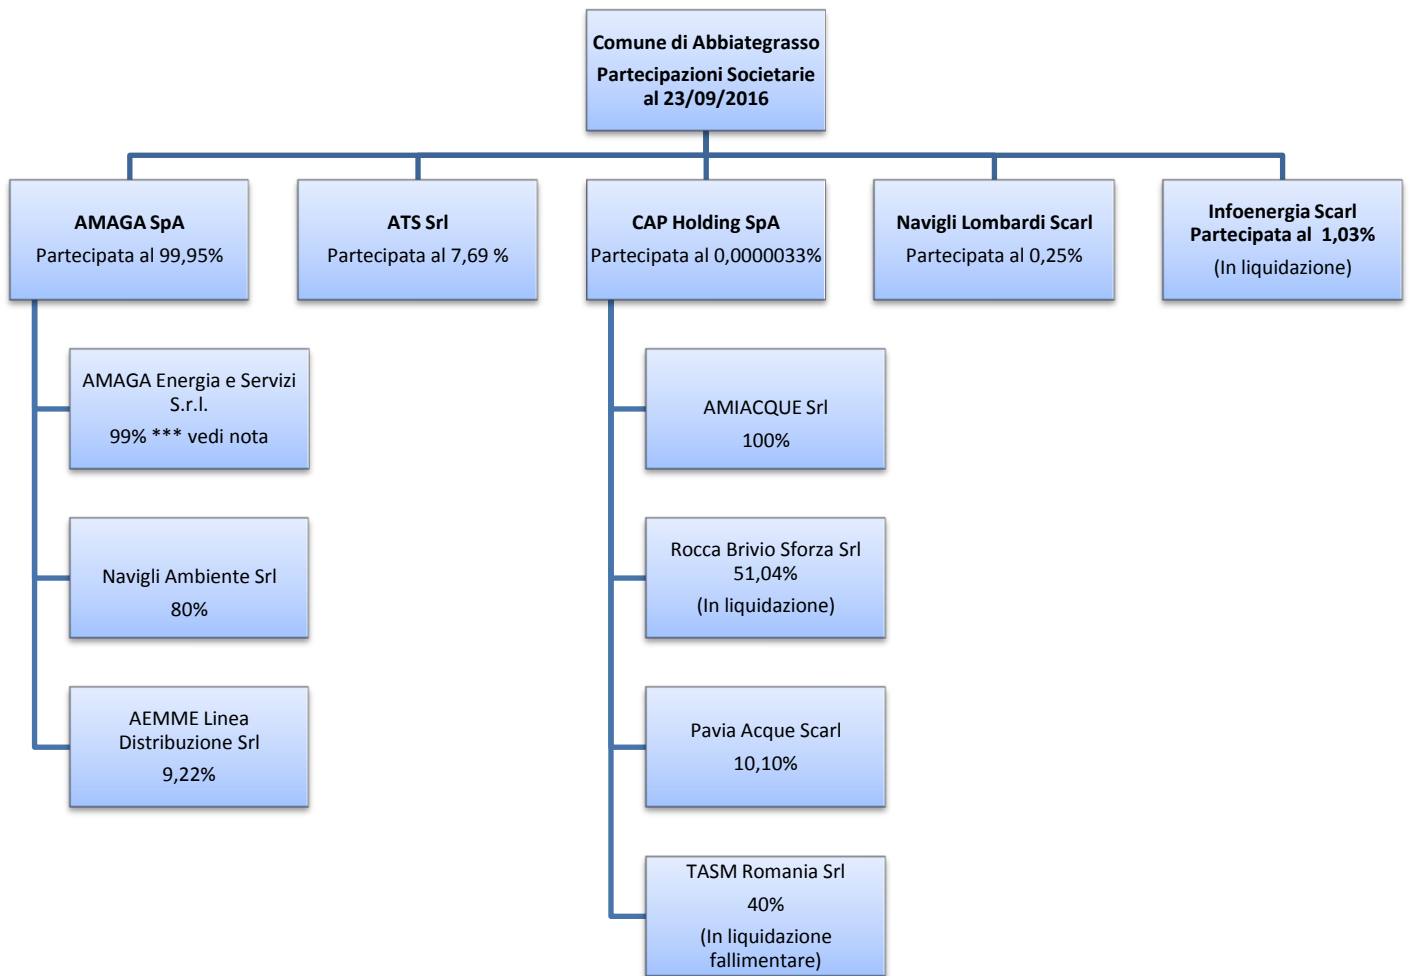 Comune di Abbiategrasso
Partecipazioni Societarie
al 23/09/2016
AMAGA SpA
Partecipata al 99,95%
ATS Srl
Partecipata al 7,69 %
CAP Holding SpA
Partecipata al 0,0000033%
Navigli Lombardi Scarl
Partecipata al 0,25%
Infoenergia Scarl
Partecipata al 1,03%
(In liquidazione)
AMAGA Energia e Servizi
S.r.l.
99% *** vedi nota
Navigli Ambiente Srl
80%
AEMME Linea
Distribuzione Srl
9,22%
AMIACQUE Srl
100%
Rocca Brivio Sforza Srl
51,04%
(In liquidazione)
Pavia Acque Scarl
10,10%
TASM Romania Srl
40%
(In liquidazione
fallimentare)